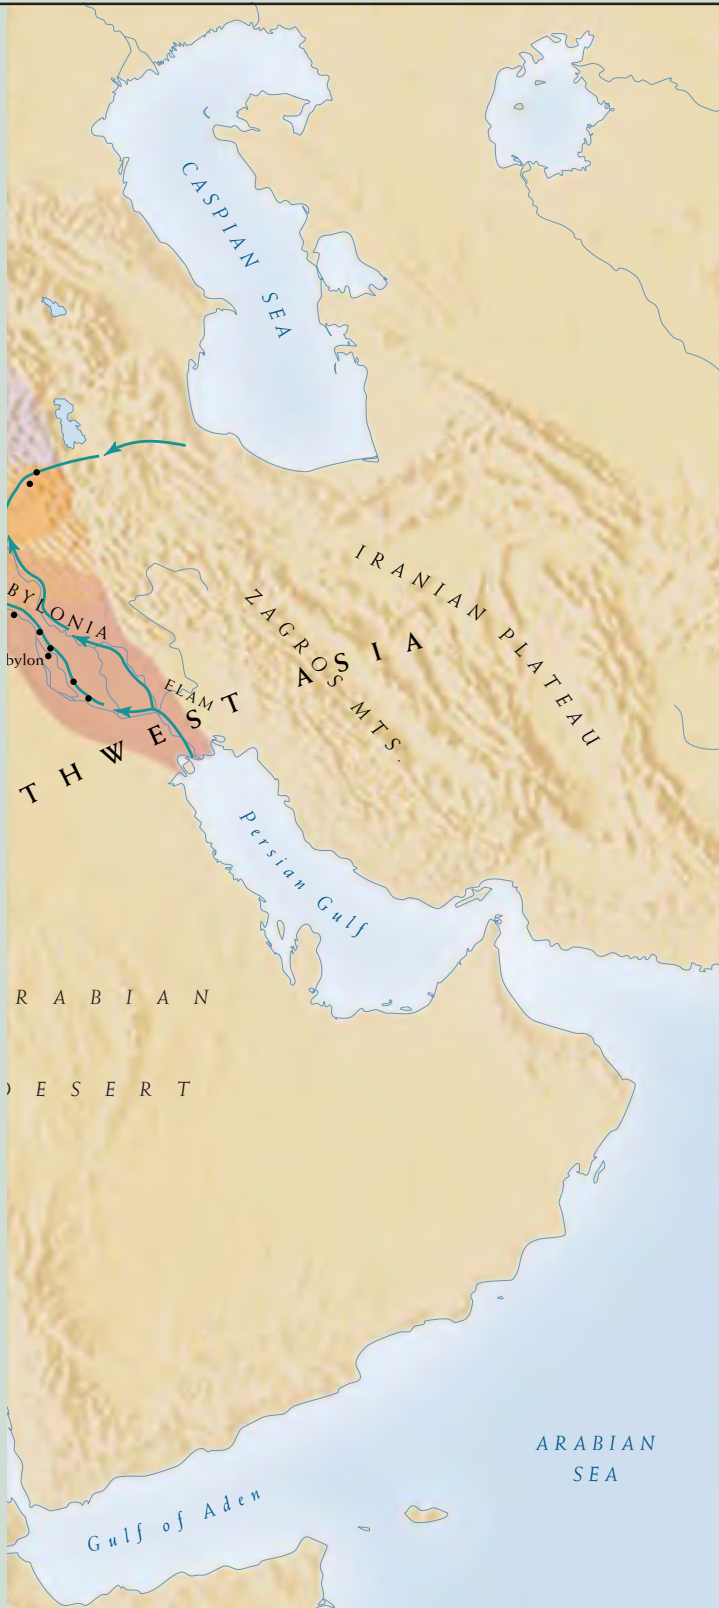 CASPIAN SEA
IRANIAN PLATEAU
ZAGROS MTS.
BYLONIA
bylon
ELAM
THWEST ASIA
Persian Gulf
RABIAN
DESERT
ARABIAN
SEA
Gulf of Aden